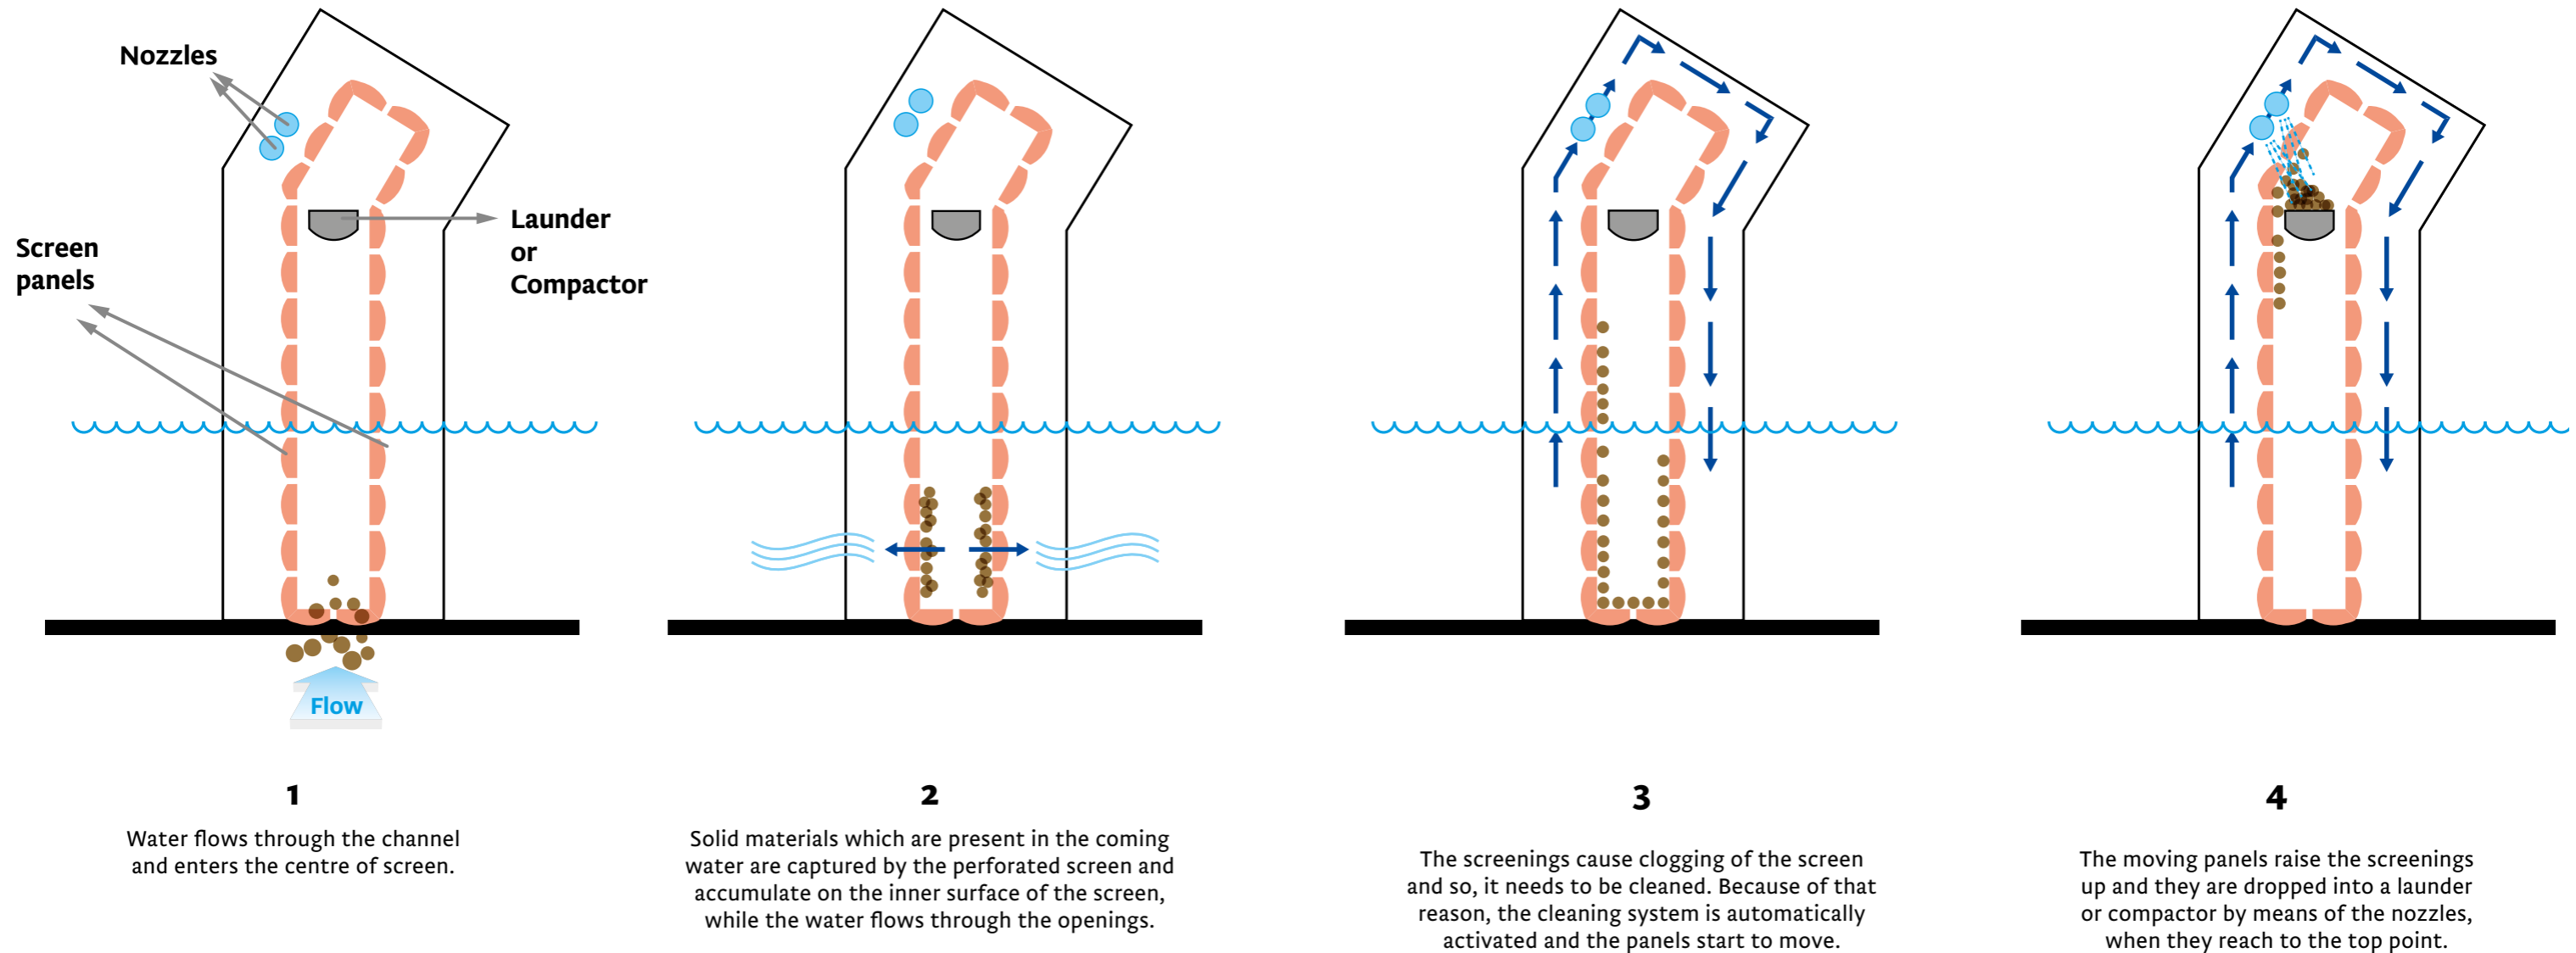 Nozzles
Screen
panels
Launder
or
Compactor
Flow
1
Water flows through the channel
and enters the centre of screen.
2
Solid materials which are present in the coming
water are captured by the perforated screen and
accumulate on the inner surface of the screen,
while the water flows through the openings.
3
The screenings cause clogging of the screen
and so, it needs to be cleaned. Because of that
reason, the cleaning system is automatically
activated and the panels start to move.
4
The moving panels raise the screenings
up and they are dropped into a launder
or compactor by means of the nozzles,
when they reach to the top point.